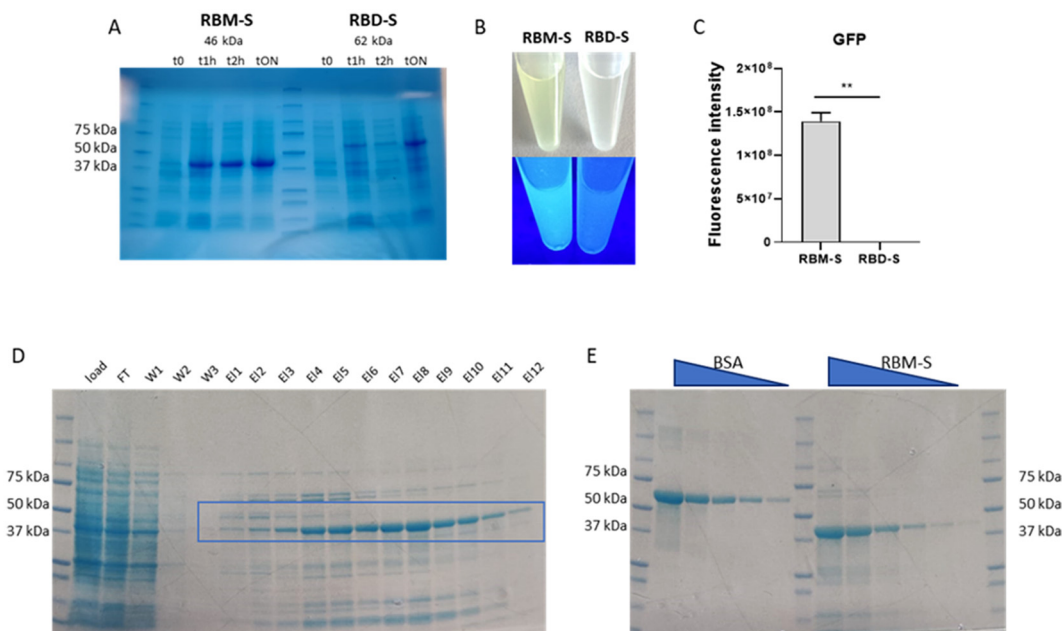 A
RBM-S
46 kDa
RBD-S
62 kDa
t0 t1h t2h tON
t0 t1h t2h tON
75 kDa
50 kDa
37 kDa
B
RBM-S RBD-S
C
GFP
Fluorescence intensity
2×10⁸
1.5×10⁸
1×10⁸
5×10⁷
0
**
RBM-S RBD-S
D
load FT W1 W2 W3 El1 El2 El3 El4 El5 El6 El7 El8 El9 El10 El11 El12
75 kDa
50 kDa
37 kDa
E
BSA
RBM-S
75 kDa
50 kDa
37 kDa
75 kDa
50 kDa
37 kDa